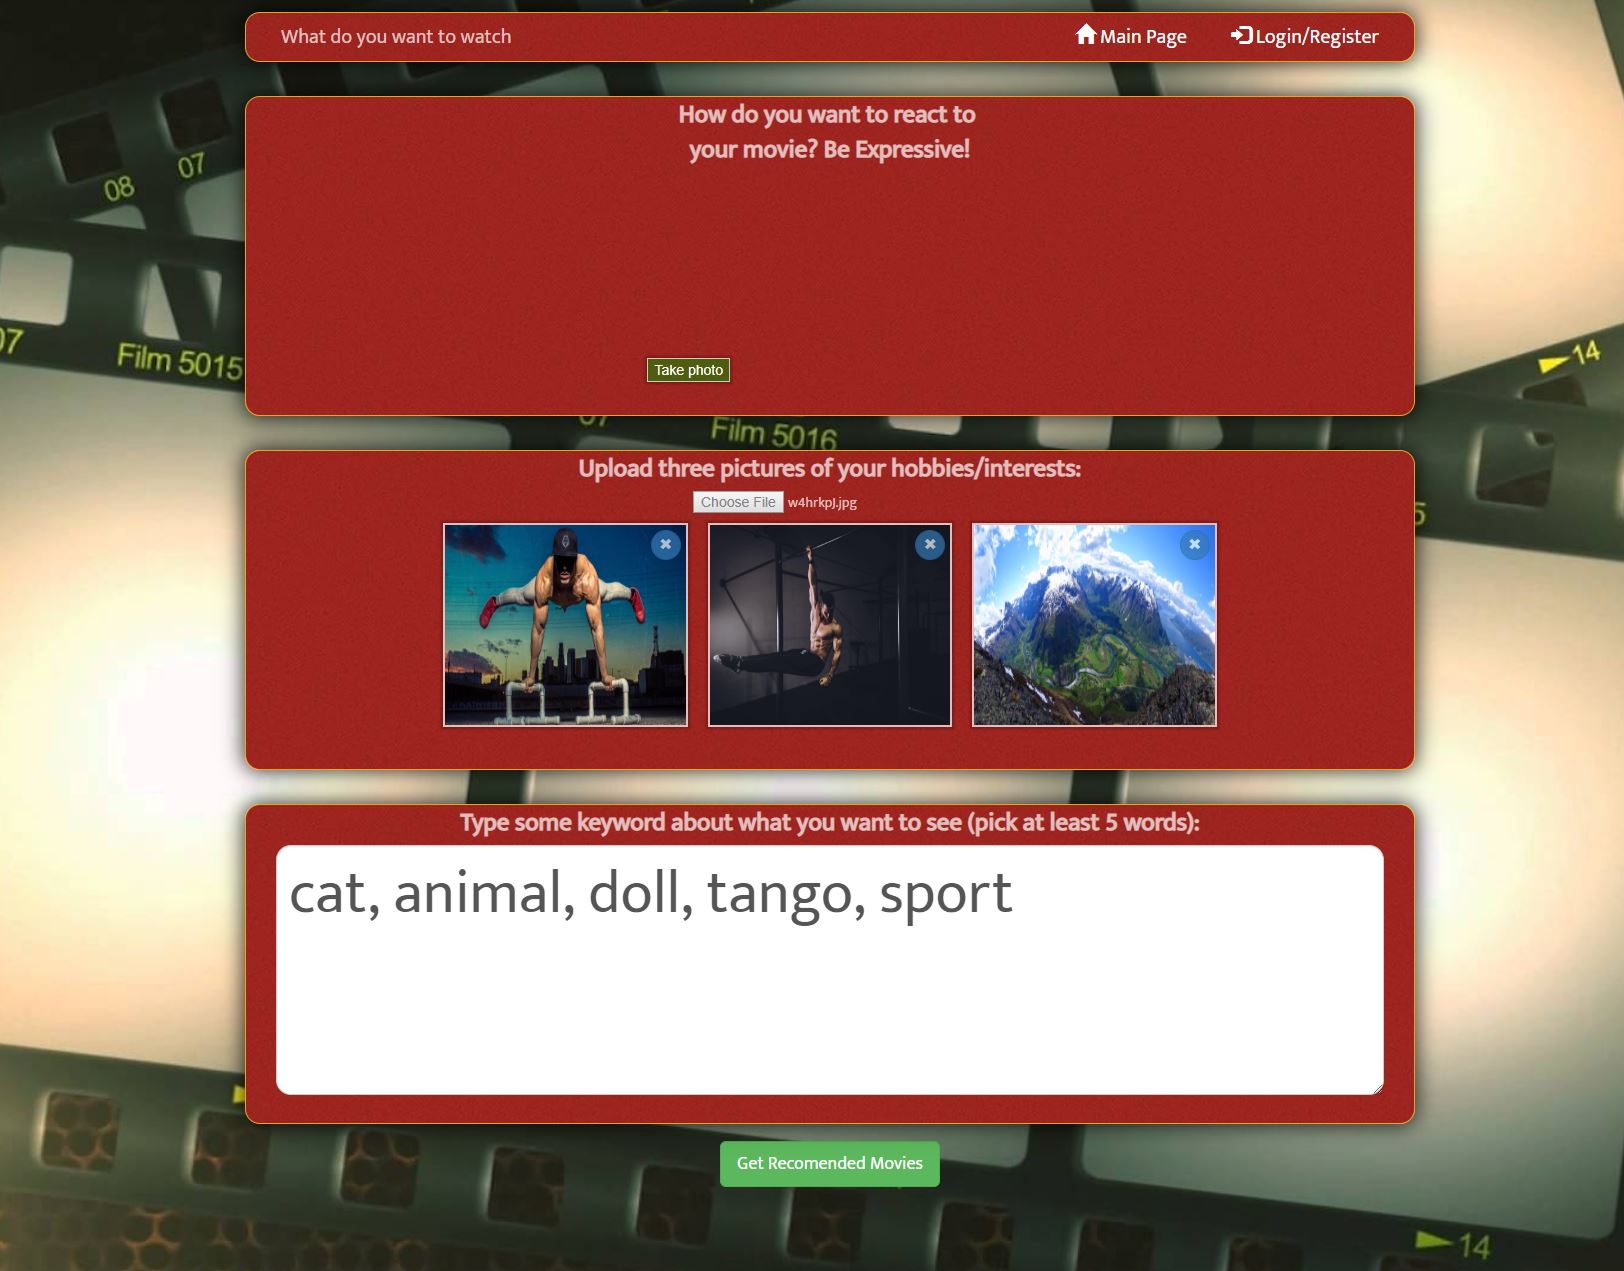 What do you want to watch
Main Page
Login/Register
How do you want to react to
your movie? Be Expressive!
08
07
07
Film 5015
14
07
Film 5016
Take photo
Upload three pictures of your hobbies/interests:
Choose File w4hrkpJ.jpg
Type some keyword about what you want to see (pick at least 5 words):
cat, animal, doll, tango, sport
Get Recomended Movies
14